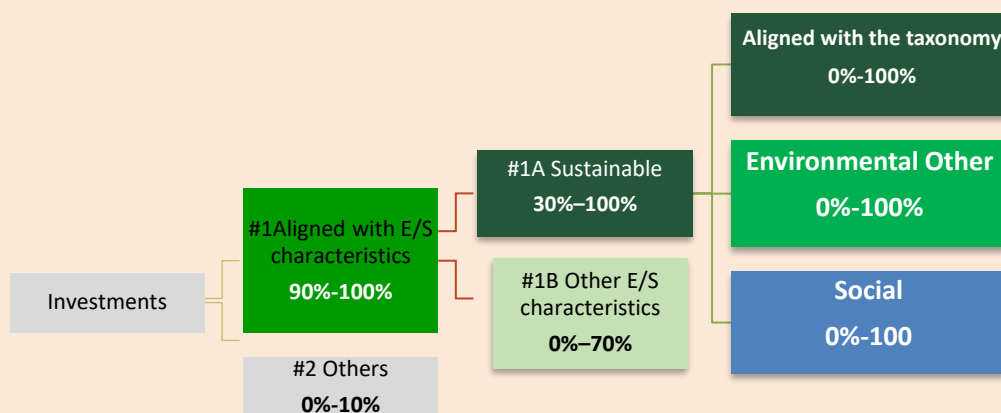 Investments
#1Aligned with E/S
characteristics
90%-100%
#2 Others
0%-10%
#1A Sustainable
30%–100%
#1B Other E/S
characteristics
0%–70%
Aligned with the taxonomy
0%-100%
Environmental Other
0%-100%
Social
0%-100